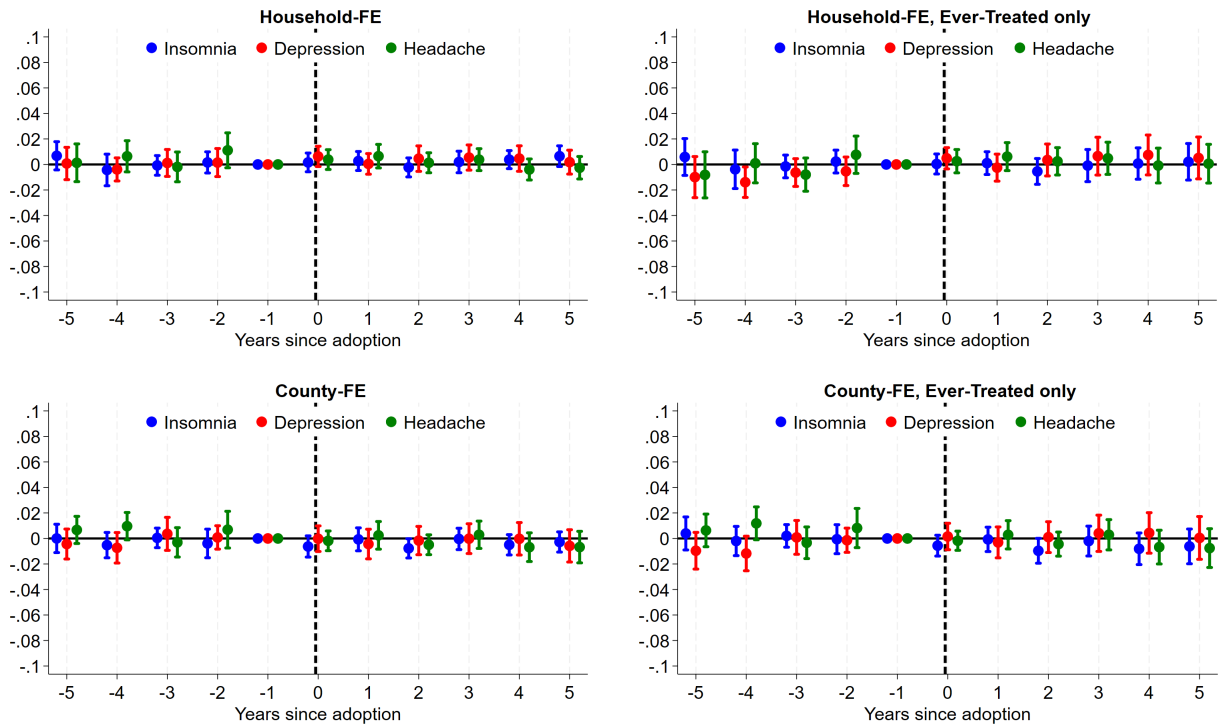 Household-FE
Insomnia Depression Headache
.1
.08
.06
.04
.02
0
-.02
-.04
-.06
-.08
-.1
-5 -4 -3 -2 -1 0 1 2 3 4 5
Years since adoption
Household-FE, Ever-Treated only
Insomnia Depression Headache
.1
.08
.06
.04
.02
0
-.02
-.04
-.06
-.08
-.1
-5 -4 -3 -2 -1 0 1 2 3 4 5
Years since adoption
County-FE
Insomnia Depression Headache
.1
.08
.06
.04
.02
0
-.02
-.04
-.06
-.08
-.1
-5 -4 -3 -2 -1 0 1 2 3 4 5
Years since adoption
County-FE, Ever-Treated only
Insomnia Depression Headache
.1
.08
.06
.04
.02
0
-.02
-.04
-.06
-.08
-.1
-5 -4 -3 -2 -1 0 1 2 3 4 5
Years since adoption